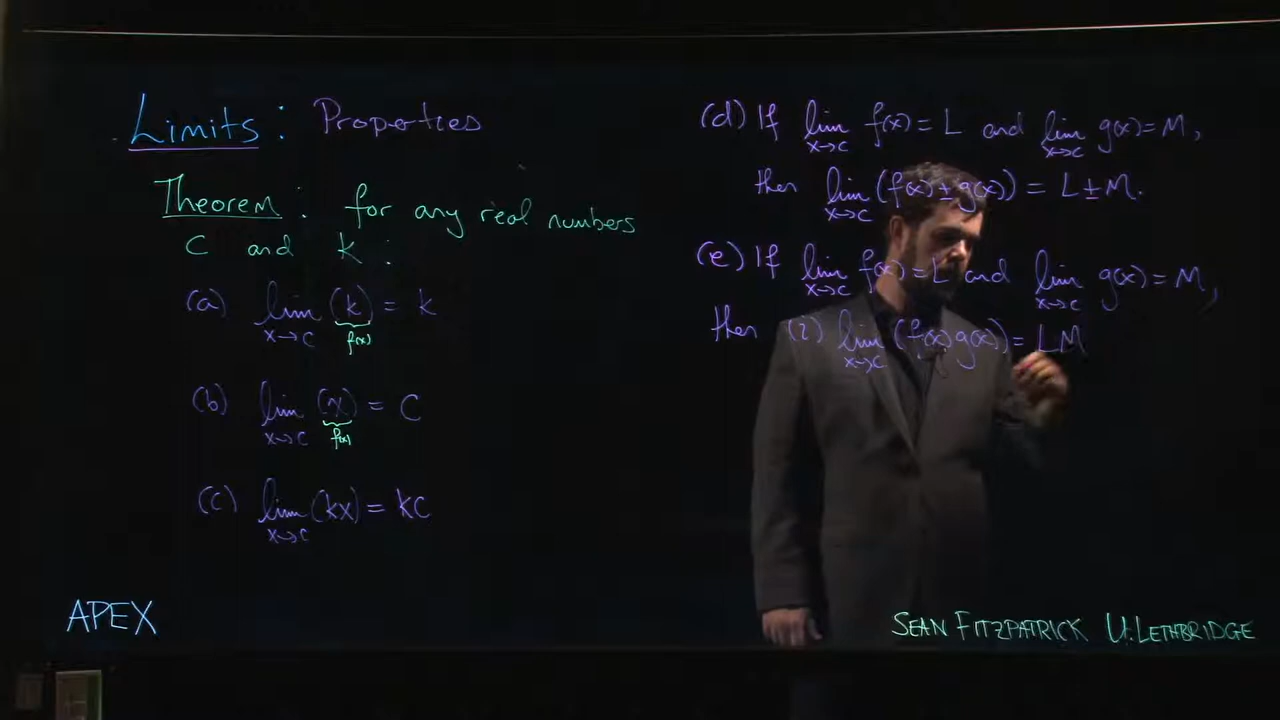 Limits: Properties
Theorem: for any real numbers
c and k:
(a) lim x→c (k) = k
f(x)
(b) lim x→c (x) = c
f(x)
(c) lim x→c (kx) = kc
(d) If lim x→c f(x) = L and lim x→c g(x) = M,
then lim x→c (f(x) ± g(x)) = L ± M.
(e) If lim x→c f(x) = L and lim x→c g(x) = M,
then (i) lim x→c (f(x)g(x)) = LM
APEX
SEAN FITZPATRICK U. LETHBRIDGE